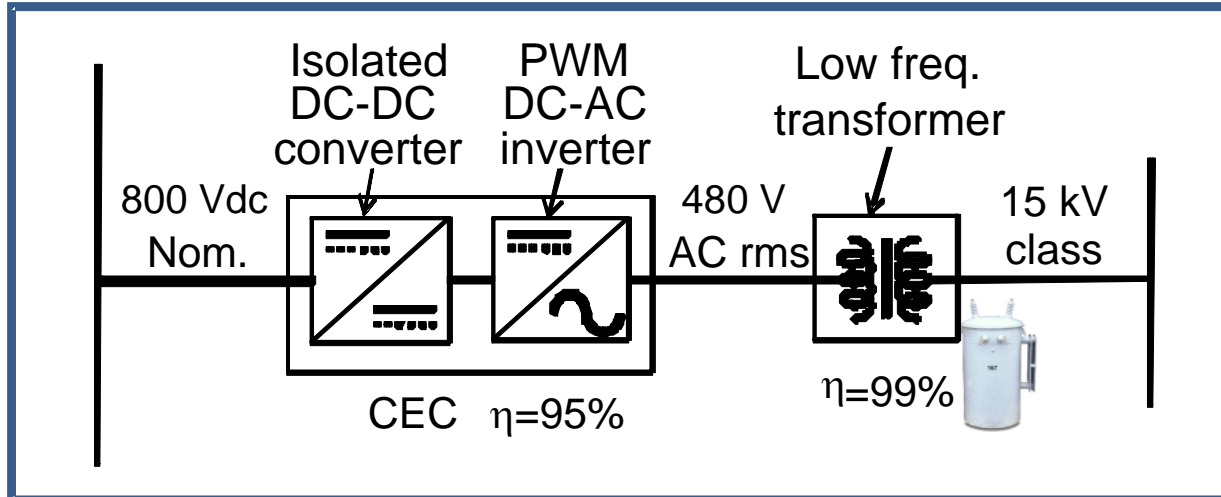 Isolated
DC-DC
converter
PWM
DC-AC
inverter
Low freq.
transformer
800 Vdc
Nom.
480 V
AC rms
15 kV
class
CEC η=95%
η=99%
167